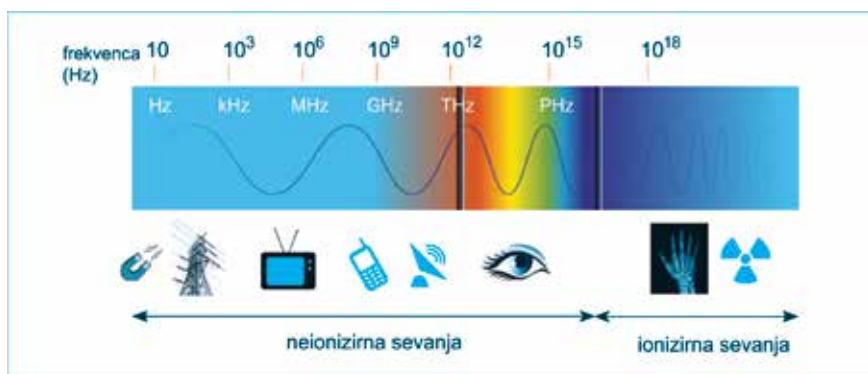 frekvenca 10 10³ 10⁶ 10⁹ 10¹² 10¹⁵ 10¹⁸
(Hz)
Hz kHz MHz GHz THz PHz
neionizirna sevanja ionizirna sevanja